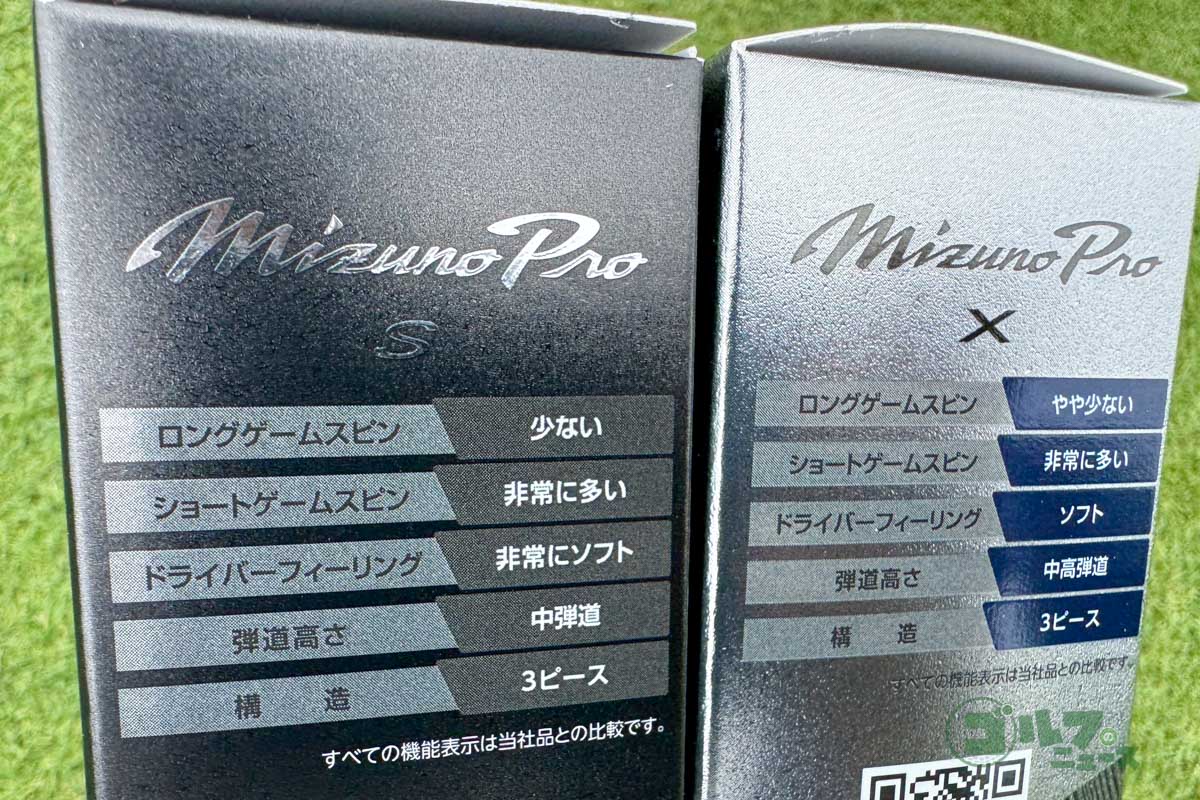 Mizuno Pro
S
ロングゲームスピン 少ない
ショートゲームスピン 非常に多い
ドライバーフィーリング 非常にソフト
弾道高さ 中弾道
構 造 3ピース
すべての機能表示は当社品との比較です。
Mizuno Pro
X
ロングゲームスピン やや少ない
ショートゲームスピン 非常に多い
ドライバーフィーリング ソフト
弾道高さ 中高弾道
構 造 3ピース
すべての機能表示は当社品との比較です。
ゴルフの
ニュース